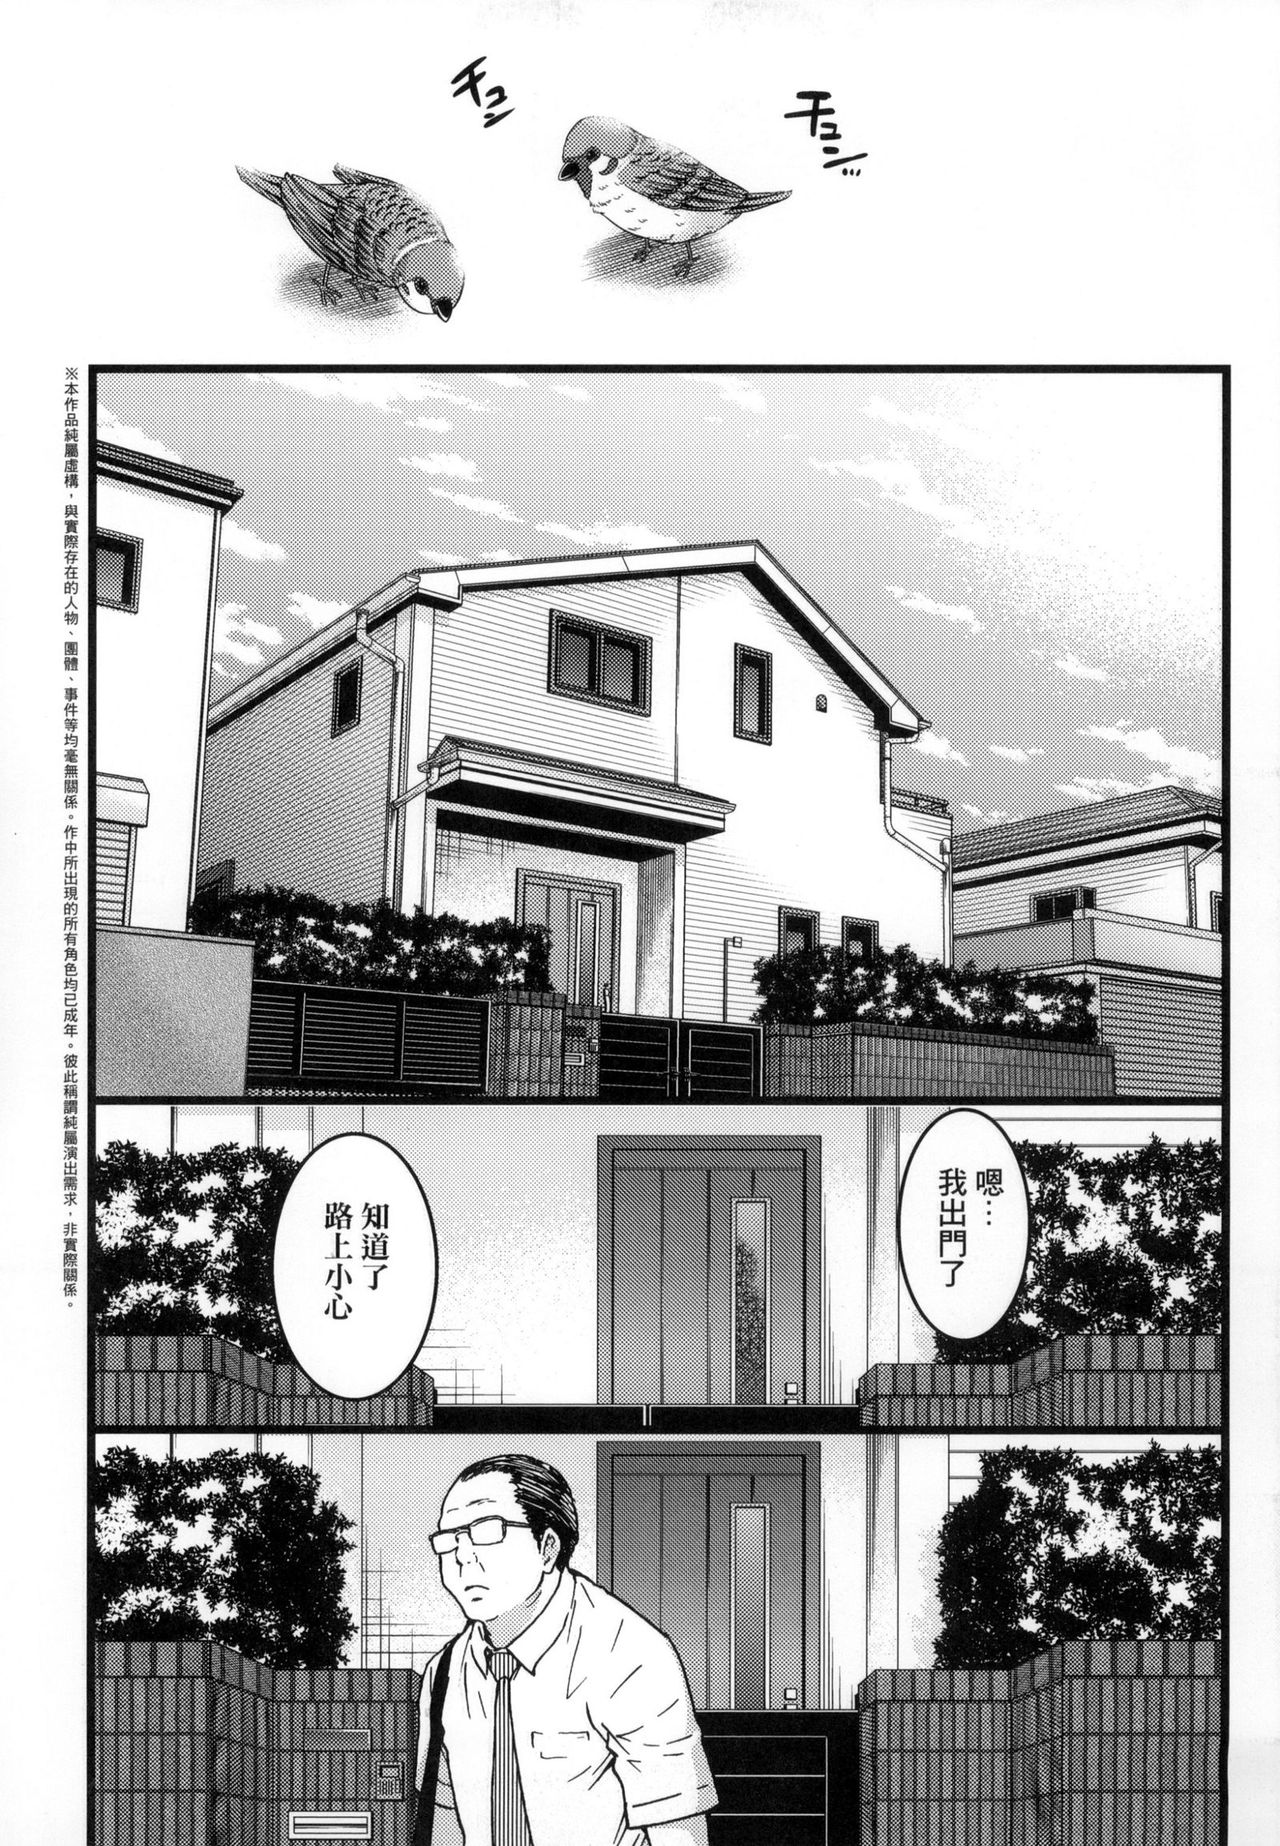 チュン…
チュン
※本作品純屬虛構，與實際存在的人物、團體、事件等均毫無關係。作中所出現的所有角色均已成年。彼此稱謂純屬演出需求，非實際關係。
嗯…
我出門了
知道了
路上小心